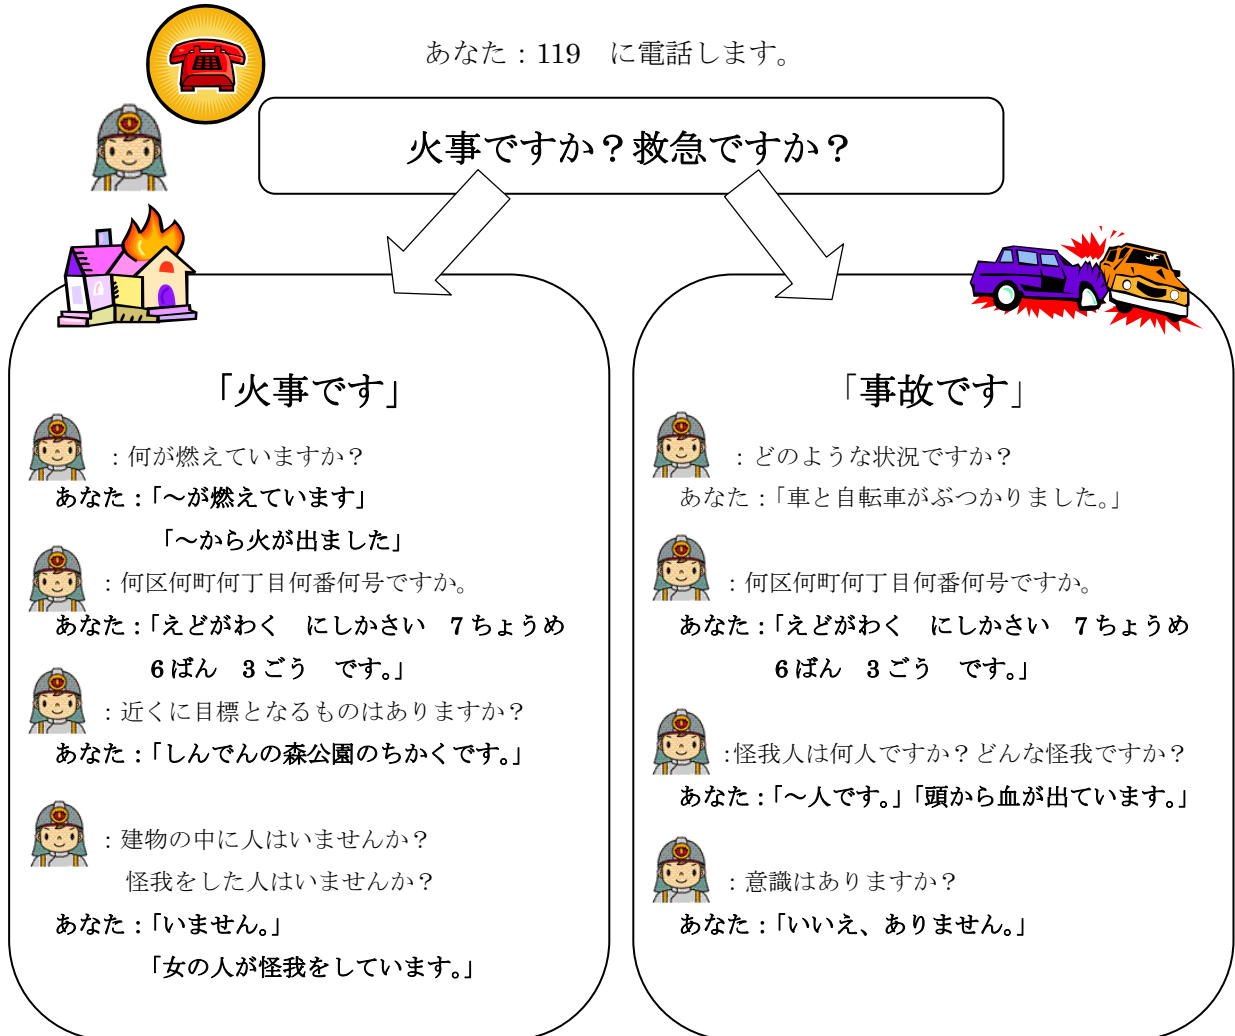 あなた：119　に電話します。
火事ですか？救急ですか？
「火事です」
：何が燃えていますか？
あなた：「～が燃えています」
「～から火が出ました」
：何区何町何丁目何番何号ですか。
あなた：「えどがわく　にしかさい　7ちょうめ
6ばん　3ごう　です。」
：近くに目標となるものはありますか？
あなた：「しんでんの森公園のちかくです。」
：建物の中に人はいませんか？
怪我をした人はいませんか？
あなた：「いません。」
「女の人が怪我をしています。」
「事故です」
：どのような状況ですか？
あなた：「車と自転車がぶつかりました。」
：何区何町何丁目何番何号ですか。
あなた：「えどがわく　にしかさい　7ちょうめ
6ばん　3ごう　です。」
:怪我人は何人ですか？どんな怪我ですか？
あなた：「～人です。」「頭から血が出ています。」
：意識はありますか？
あなた：「いいえ、ありません。」